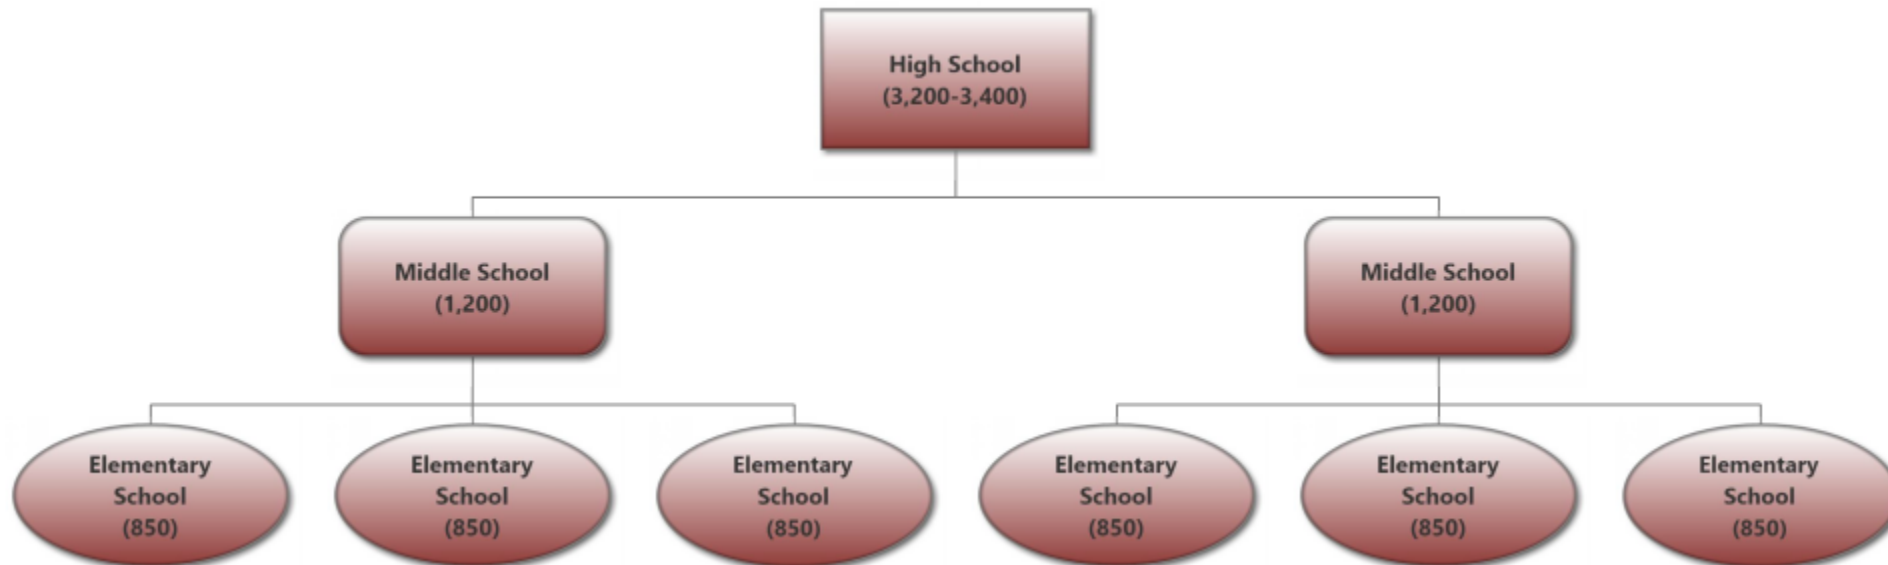 High School
(3,200-3,400)
Middle School
(1,200)
Middle School
(1,200)
Elementary
School
(850)
Elementary
School
(850)
Elementary
School
(850)
Elementary
School
(850)
Elementary
School
(850)
Elementary
School
(850)